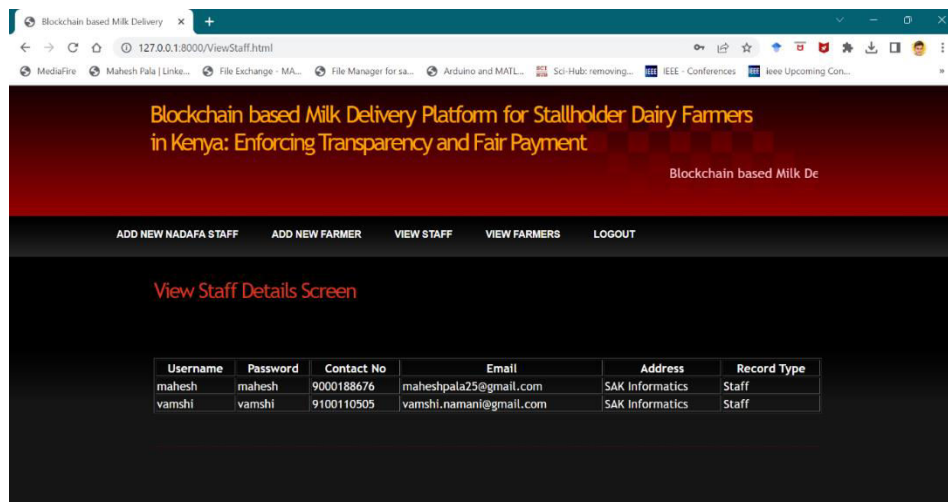 Blockchain based Milk Delivery
127.0.0.1:8000/ViewStaff.html
MediaFire Mahesh Pala | Linke... File Exchange - MA... File Manager for sa... Arduino and MATL... Sci-Hub: removing... IEEE - Conferences Ieee Upcoming Con...
Blockchain based Milk Delivery Platform for Stallholder Dairy Farmers
in Kenya: Enforcing Transparency and Fair Payment
Blockchain based Milk De
ADD NEW NADAFA STAFF ADD NEW FARMER VIEW STAFF VIEW FARMERS LOGOUT
View Staff Details Screen
Username Password Contact No Email Address Record Type
mahesh mahesh 9000188676 maheshpala25@gmail.com SAK Informatics Staff
vamshi vamshi 9100110505 vamshi.namani@gmail.com SAK Informatics Staff